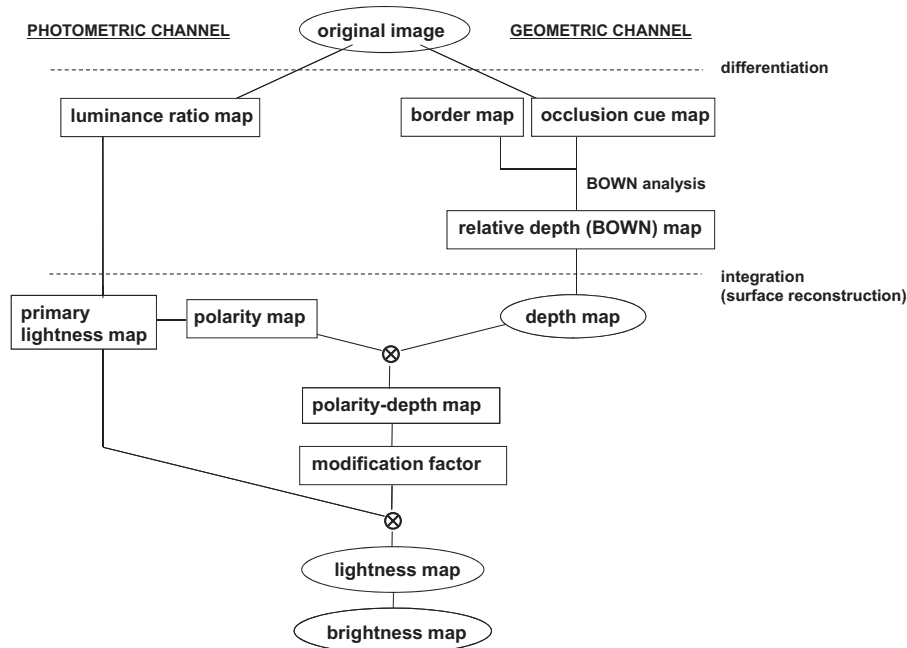 PHOTOMETRIC CHANNEL
original image
GEOMETRIC CHANNEL
differentiation
luminance ratio map
border map
occlusion cue map
BOWN analysis
relative depth (BOWN) map
integration
(surface reconstruction)
primary
lightness map
polarity map
depth map
polarity-depth map
modification factor
lightness map
brightness map